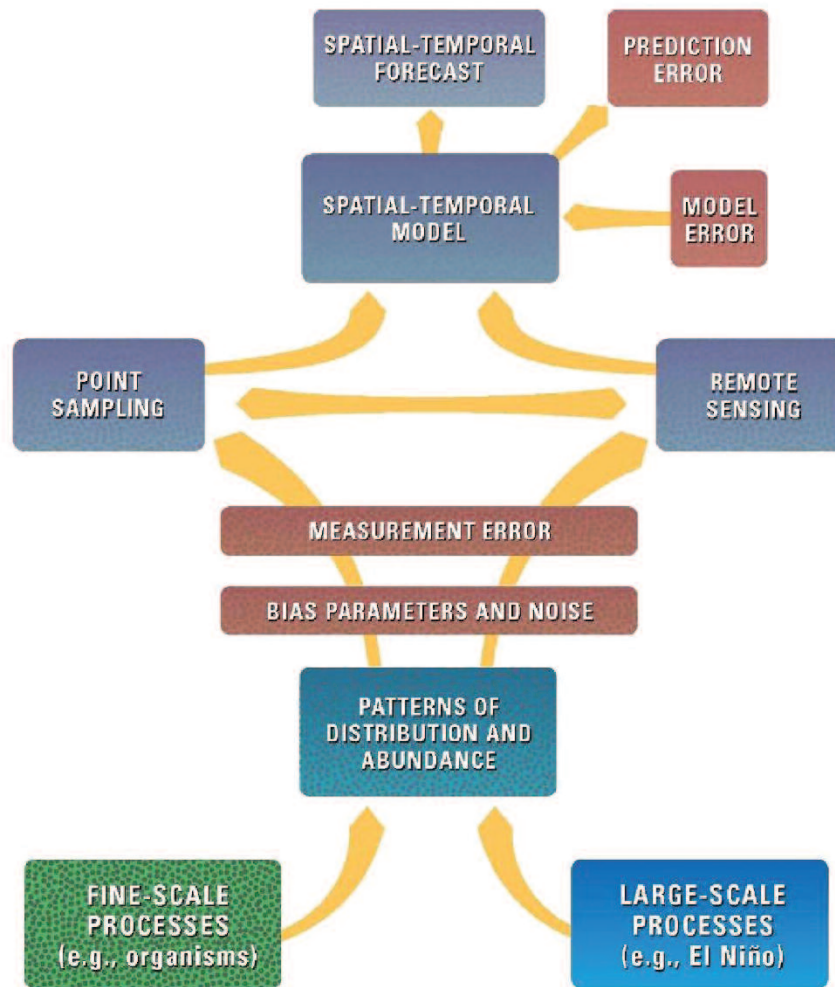 SPATIAL-TEMPORAL
FORECAST
PREDICTION
ERROR
SPATIAL-TEMPORAL
MODEL
MODEL
ERROR
POINT
SAMPLING
REMOTE
SENSING
MEASUREMENT ERROR
BIAS PARAMETERS AND NOISE
PATTERNS OF
DISTRIBUTION AND
ABUNDANCE
FINE-SCALE
PROCESSES
(e.g., organisms)
LARGE-SCALE
PROCESSES
(e.g., El Niño)